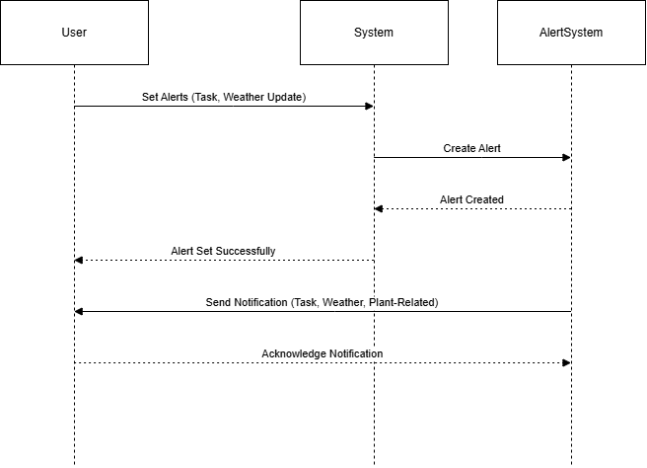 User
System
AlertSystem
Set Alerts (Task, Weather Update)
Create Alert
Alert Created
Alert Set Successfully
Send Notification (Task, Weather, Plant-Related)
Acknowledge Notification